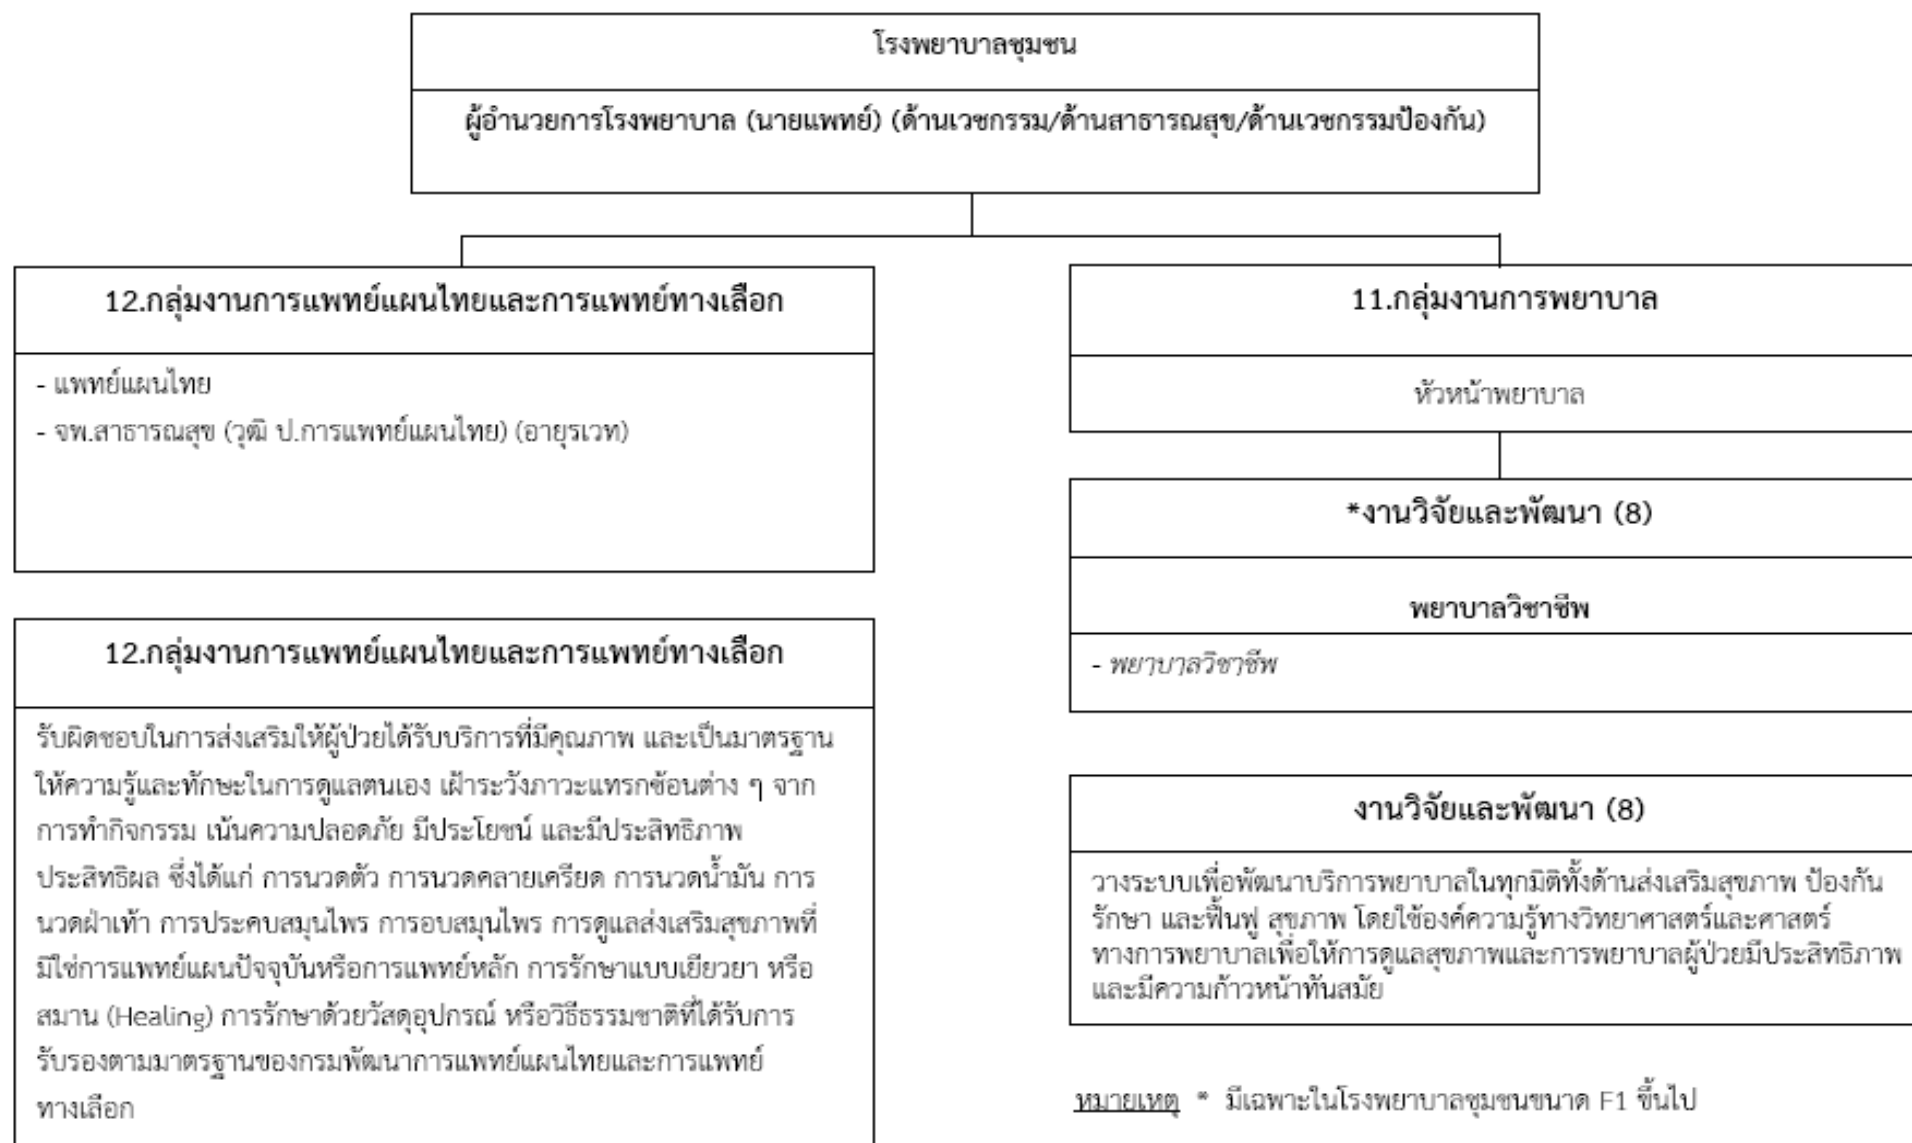 โรงพยาบาลชุมชน
ผู้อำนวยการโรงพยาบาล (นายแพทย์) (ด้านเวชกรรม/ด้านสาธารณสุข/ด้านเวชกรรมป้องกัน)
12.กลุ่มงานการแพทย์แผนไทยและการแพทย์ทางเลือก
- แพทย์แผนไทย
- จพ.สาธารณสุข (วุฒิ ป.การแพทย์แผนไทย) (อายุรเวท)
12.กลุ่มงานการแพทย์แผนไทยและการแพทย์ทางเลือก
รับผิดชอบในการส่งเสริมให้ผู้ป่วยได้รับบริการที่มีคุณภาพ และเป็นมาตรฐาน
ให้ความรู้และทักษะในการดูแลตนเอง เฝ้าระวังภาวะแทรกซ้อนต่าง ๆ จาก
การทำกิจกรรม เน้นความปลอดภัย มีประโยชน์ และมีประสิทธิภาพ
ประสิทธิผล ซึ่งได้แก่ การนวดตัว การนวดคลายเครียด การนวดน้ำมัน การ
นวดฝ่าเท้า การประคบสมุนไพร การอบสมุนไพร การดูแลส่งเสริมสุขภาพที่
มิใช่การแพทย์แผนปัจจุบันหรือการแพทย์หลัก การรักษาแบบเยียวยา หรือ
สมาน (Healing) การรักษาด้วยวัสดุอุปกรณ์ หรือวิธีธรรมชาติที่ได้รับการ
รับรองตามมาตรฐานของกรมพัฒนาการแพทย์แผนไทยและการแพทย์
ทางเลือก
11.กลุ่มงานการพยาบาล
หัวหน้าพยาบาล
*งานวิจัยและพัฒนา (8)
พยาบาลวิชาชีพ
- พยาบาลวิชาชีพ
งานวิจัยและพัฒนา (8)
วางระบบเพื่อพัฒนาบริการพยาบาลในทุกมิติทั้งด้านส่งเสริมสุขภาพ ป้องกัน
รักษา และฟื้นฟู สุขภาพ โดยใช้องค์ความรู้ทางวิทยาศาสตร์และศาสตร์
ทางการพยาบาลเพื่อให้การดูแลสุขภาพและการพยาบาลผู้ป่วยมีประสิทธิภาพ
และมีความก้าวหน้าทันสมัย
หมายเหตุ * มีเฉพาะในโรงพยาบาลชุมชนขนาด F1 ขึ้นไป